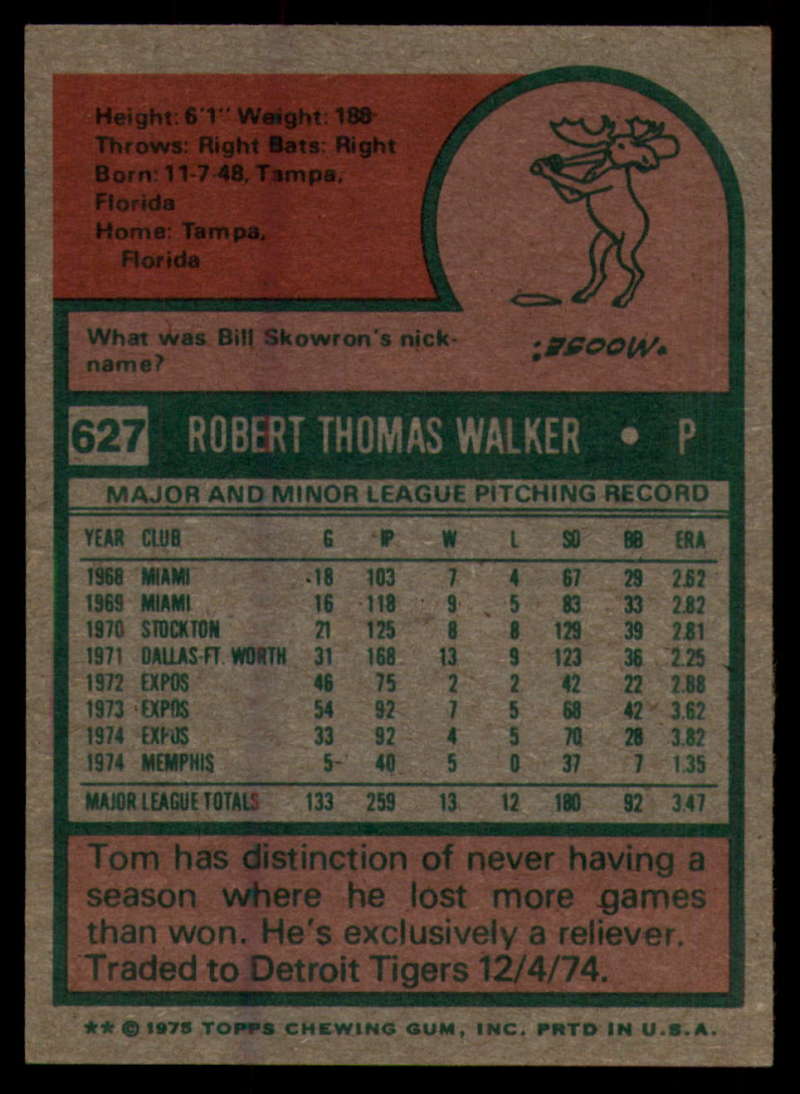 Height: 6'1" Weight: 188
Throws: Right Bats: Right
Born: 11-7-48, Tampa,
Florida
Home: Tampa,
Florida
What was Bill Skowron's nick-
name?
"MOOSE."
627 ROBERT THOMAS WALKER • P
MAJOR AND MINOR LEAGUE PITCHING RECORD
YEAR CLUB G IP W L SO BB ERA
1968 MIAMI 18 103 7 4 67 29 2.62
1969 MIAMI 16 118 9 5 83 33 2.82
1970 STOCKTON 21 125 8 8 129 39 2.81
1971 DALLAS-FT. WORTH 31 168 13 9 123 36 2.25
1972 EXPOS 46 75 2 2 42 22 2.88
1973 EXPOS 54 92 7 5 68 42 3.62
1974 EXPOS 33 92 4 5 70 28 3.82
1974 MEMPHIS 5 40 5 0 37 7 1.35
MAJOR LEAGUE TOTALS 133 259 13 12 180 92 3.47
Tom has distinction of never having a
season where he lost more games
than won. He's exclusively a reliever.
Traded to Detroit Tigers 12/4/74.
** © 1975 TOPPS CHEWING GUM, INC. PRTD IN U.S.A.